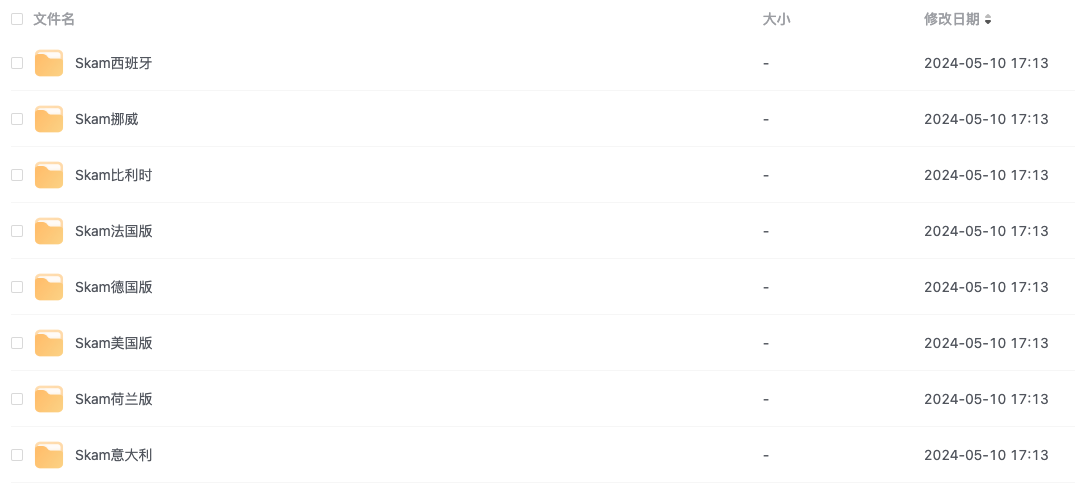 文件名 大小 修改日期
Skam西班牙 - 2024-05-10 17:13
Skam挪威 - 2024-05-10 17:13
Skam比利时 - 2024-05-10 17:13
Skam法国版 - 2024-05-10 17:13
Skam德国版 - 2024-05-10 17:13
Skam美国版 - 2024-05-10 17:13
Skam荷兰版 - 2024-05-10 17:13
Skam意大利 - 2024-05-10 17:13